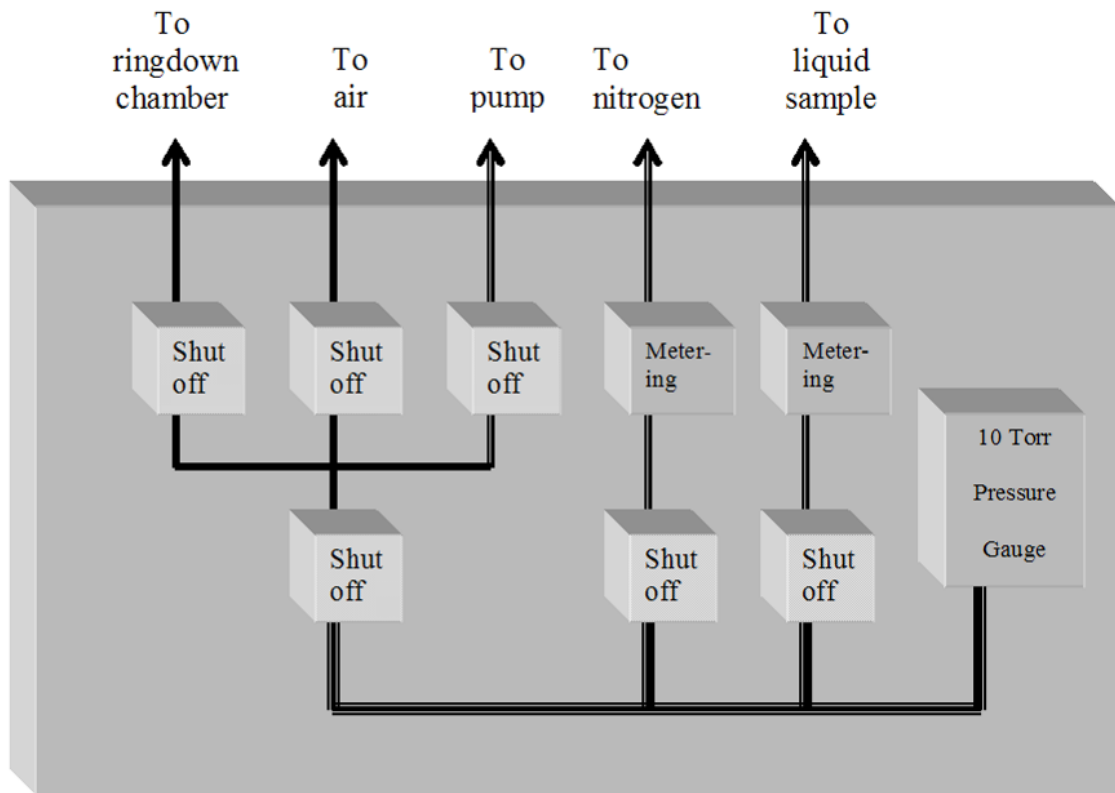 To
ringdown
chamber
To
air
To
pump
To
nitrogen
To
liquid
sample
Shut
off
Shut
off
Shut
off
Meter-
ing
Meter-
ing
10 Torr
Pressure
Gauge
Shut
off
Shut
off
Shut
off